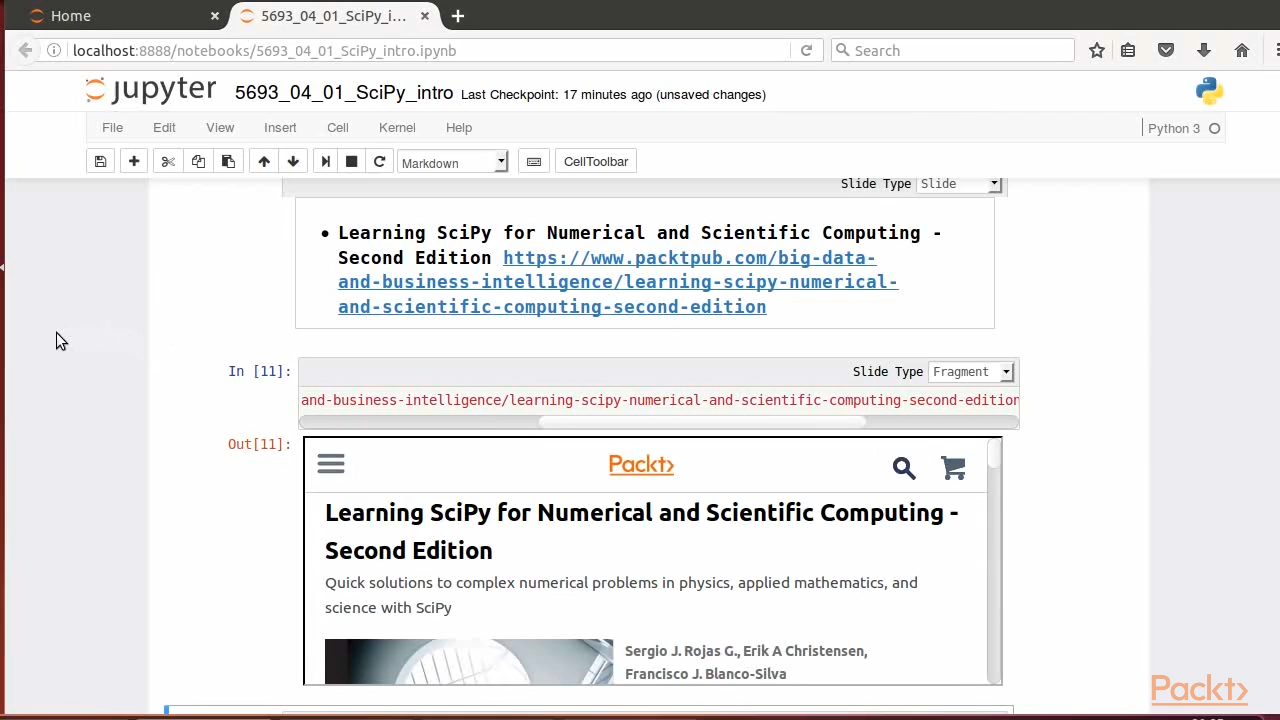 Home
5693_04_01_SciPy_i...
localhost:8888/notebooks/5693_04_01_SciPy_intro.ipynb
Search
jupyter 5693_04_01_SciPy_intro Last Checkpoint: 17 minutes ago (unsaved changes)
File Edit View Insert Cell Kernel Help
Python 3
Markdown
CellToolbar
Slide Type Slide
• Learning SciPy for Numerical and Scientific Computing -
Second Edition https://www.packtpub.com/big-data-
and-business-intelligence/learning-scipy-numerical-
and-scientific-computing-second-edition
In [11]:
Slide Type Fragment
and-business-intelligence/learning-scipy-numerical-and-scientific-computing-second-edition
Out[11]:
Packt>
Learning SciPy for Numerical and Scientific Computing -
Second Edition
Quick solutions to complex numerical problems in physics, applied mathematics, and
science with SciPy
Sergio J. Rojas G., Erik A Christensen,
Francisco J. Blanco-Silva
Packt>